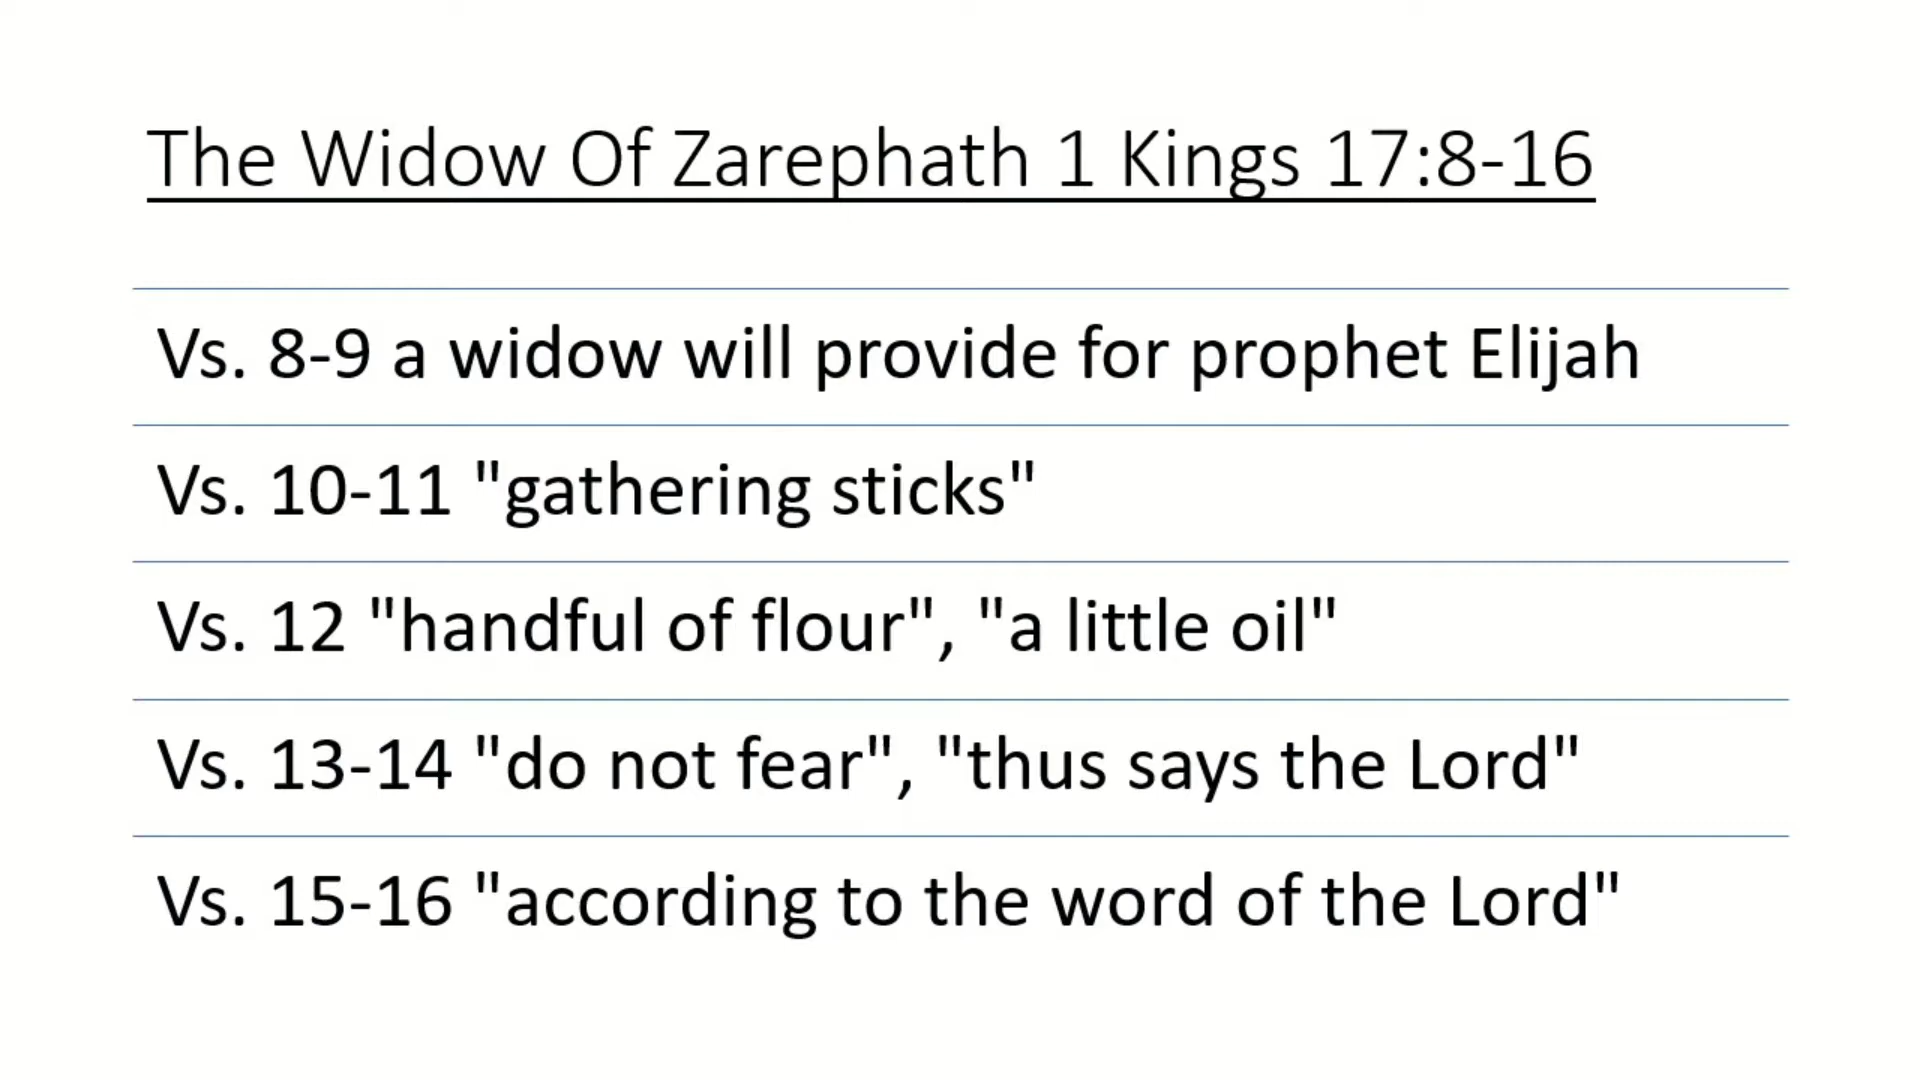 The Widow Of Zarephath 1 Kings 17:8-16
Vs. 8-9 a widow will provide for prophet Elijah
Vs. 10-11 "gathering sticks"
Vs. 12 "handful of flour", "a little oil"
Vs. 13-14 "do not fear", "thus says the Lord"
Vs. 15-16 "according to the word of the Lord"